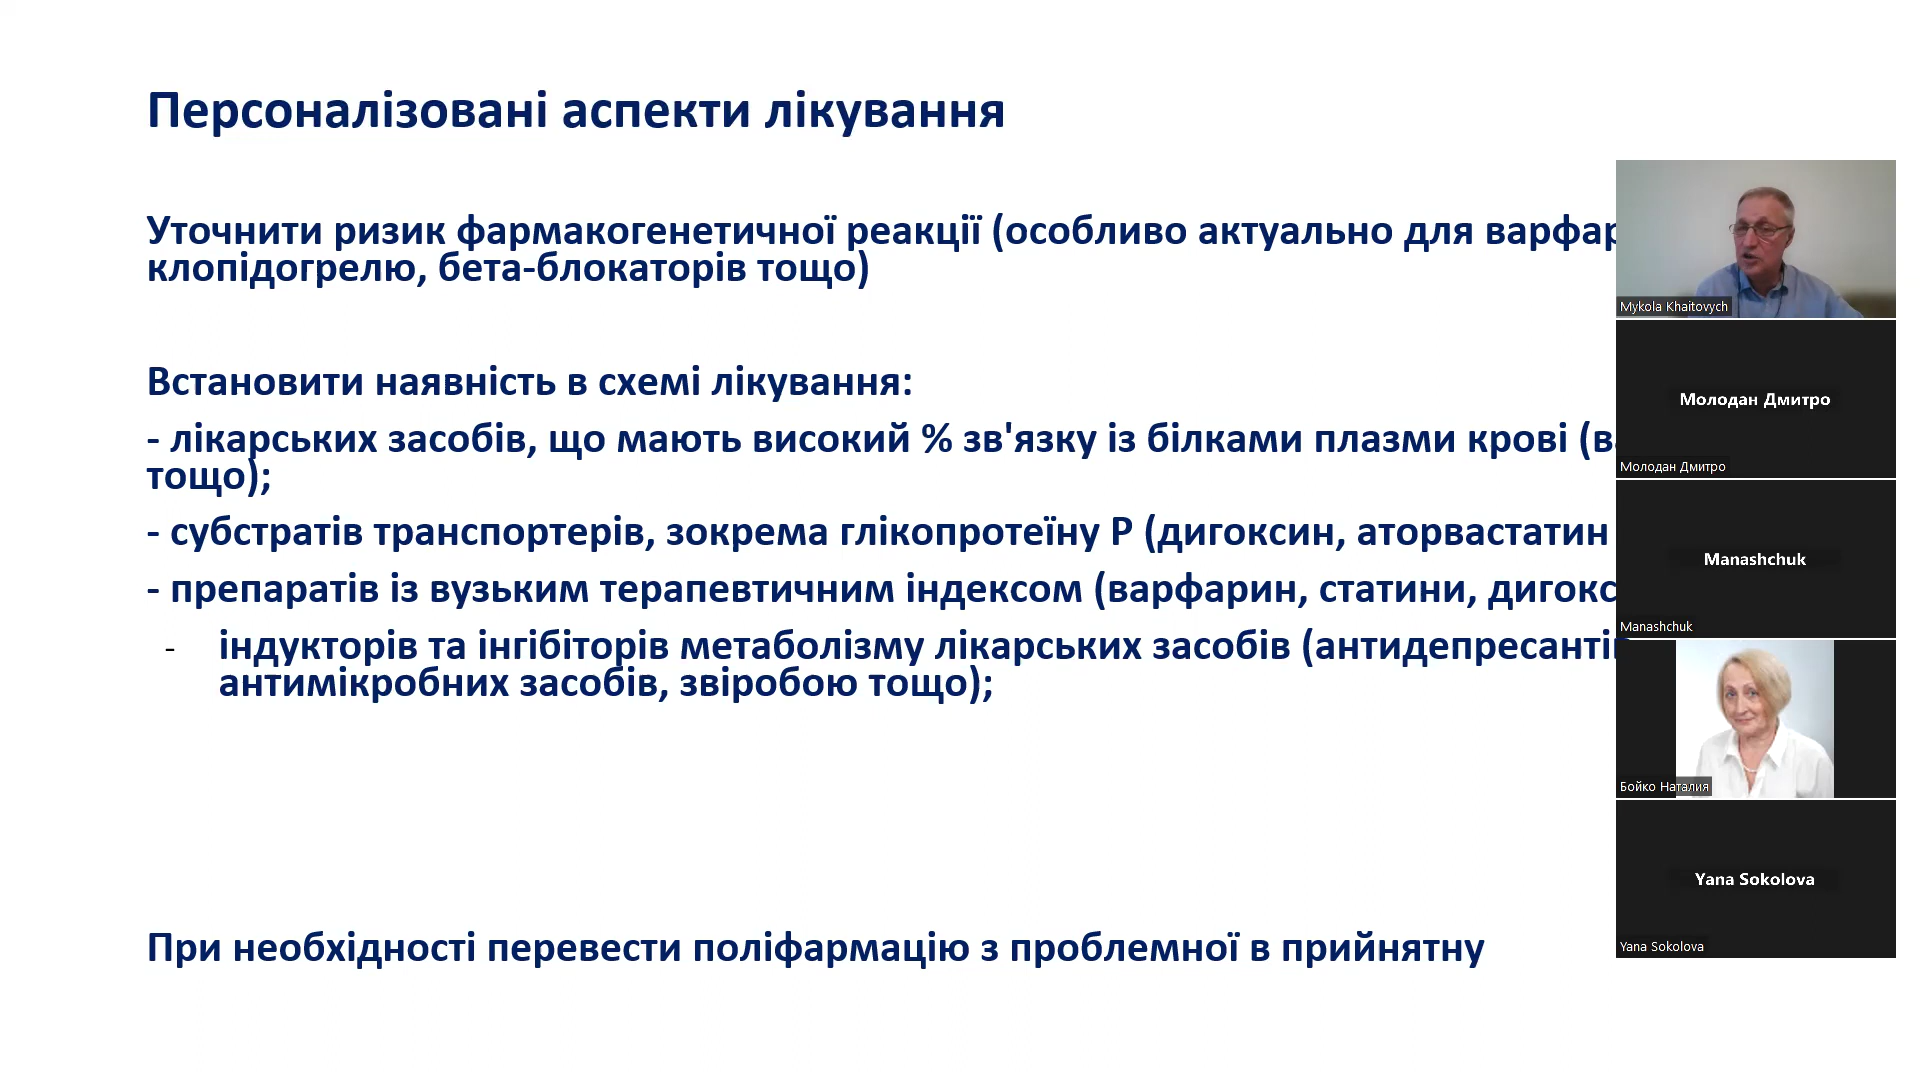 Персоналізовані аспекти лікування
Уточнити ризик фармакогенетичної реакції (особливо актуально для
клопідогрелю, бета-блокаторів тощо)
Встановити наявність в схемі лікування:
- лікарських засобів, що мають високий % зв'язку із білками плазми крові
тощо);
- субстратів транспортерів, зокрема глікопротеїну Р (дигоксин, аторвастатин
- препаратів із вузьким терапевтичним індексом (варфарин, статини,
- індукторів та інгібіторів метаболізму лікарських засобів
антимікробних засобів, звіробою тощо);
При необхідності перевести поліфармацію з проблемної в прийнятну
Mykola Khaitovych
Молодан Дмитро
Молодан Дмитро
Manashchuk
Manashchuk
Бойко Наталия
Yana Sokolova
Yana Sokolova